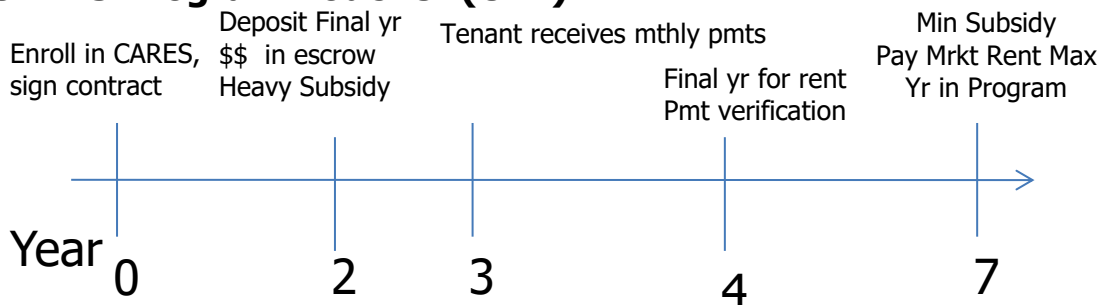 Enroll in CARES,
sign contract
Deposit Final yr
$$ in escrow
Heavy Subsidy
Tenant receives mthly pmts
Final yr for rent
Pmt verification
Min Subsidy
Pay Mrkt Rent Max
Yr in Program
Year
0
2
3
4
7